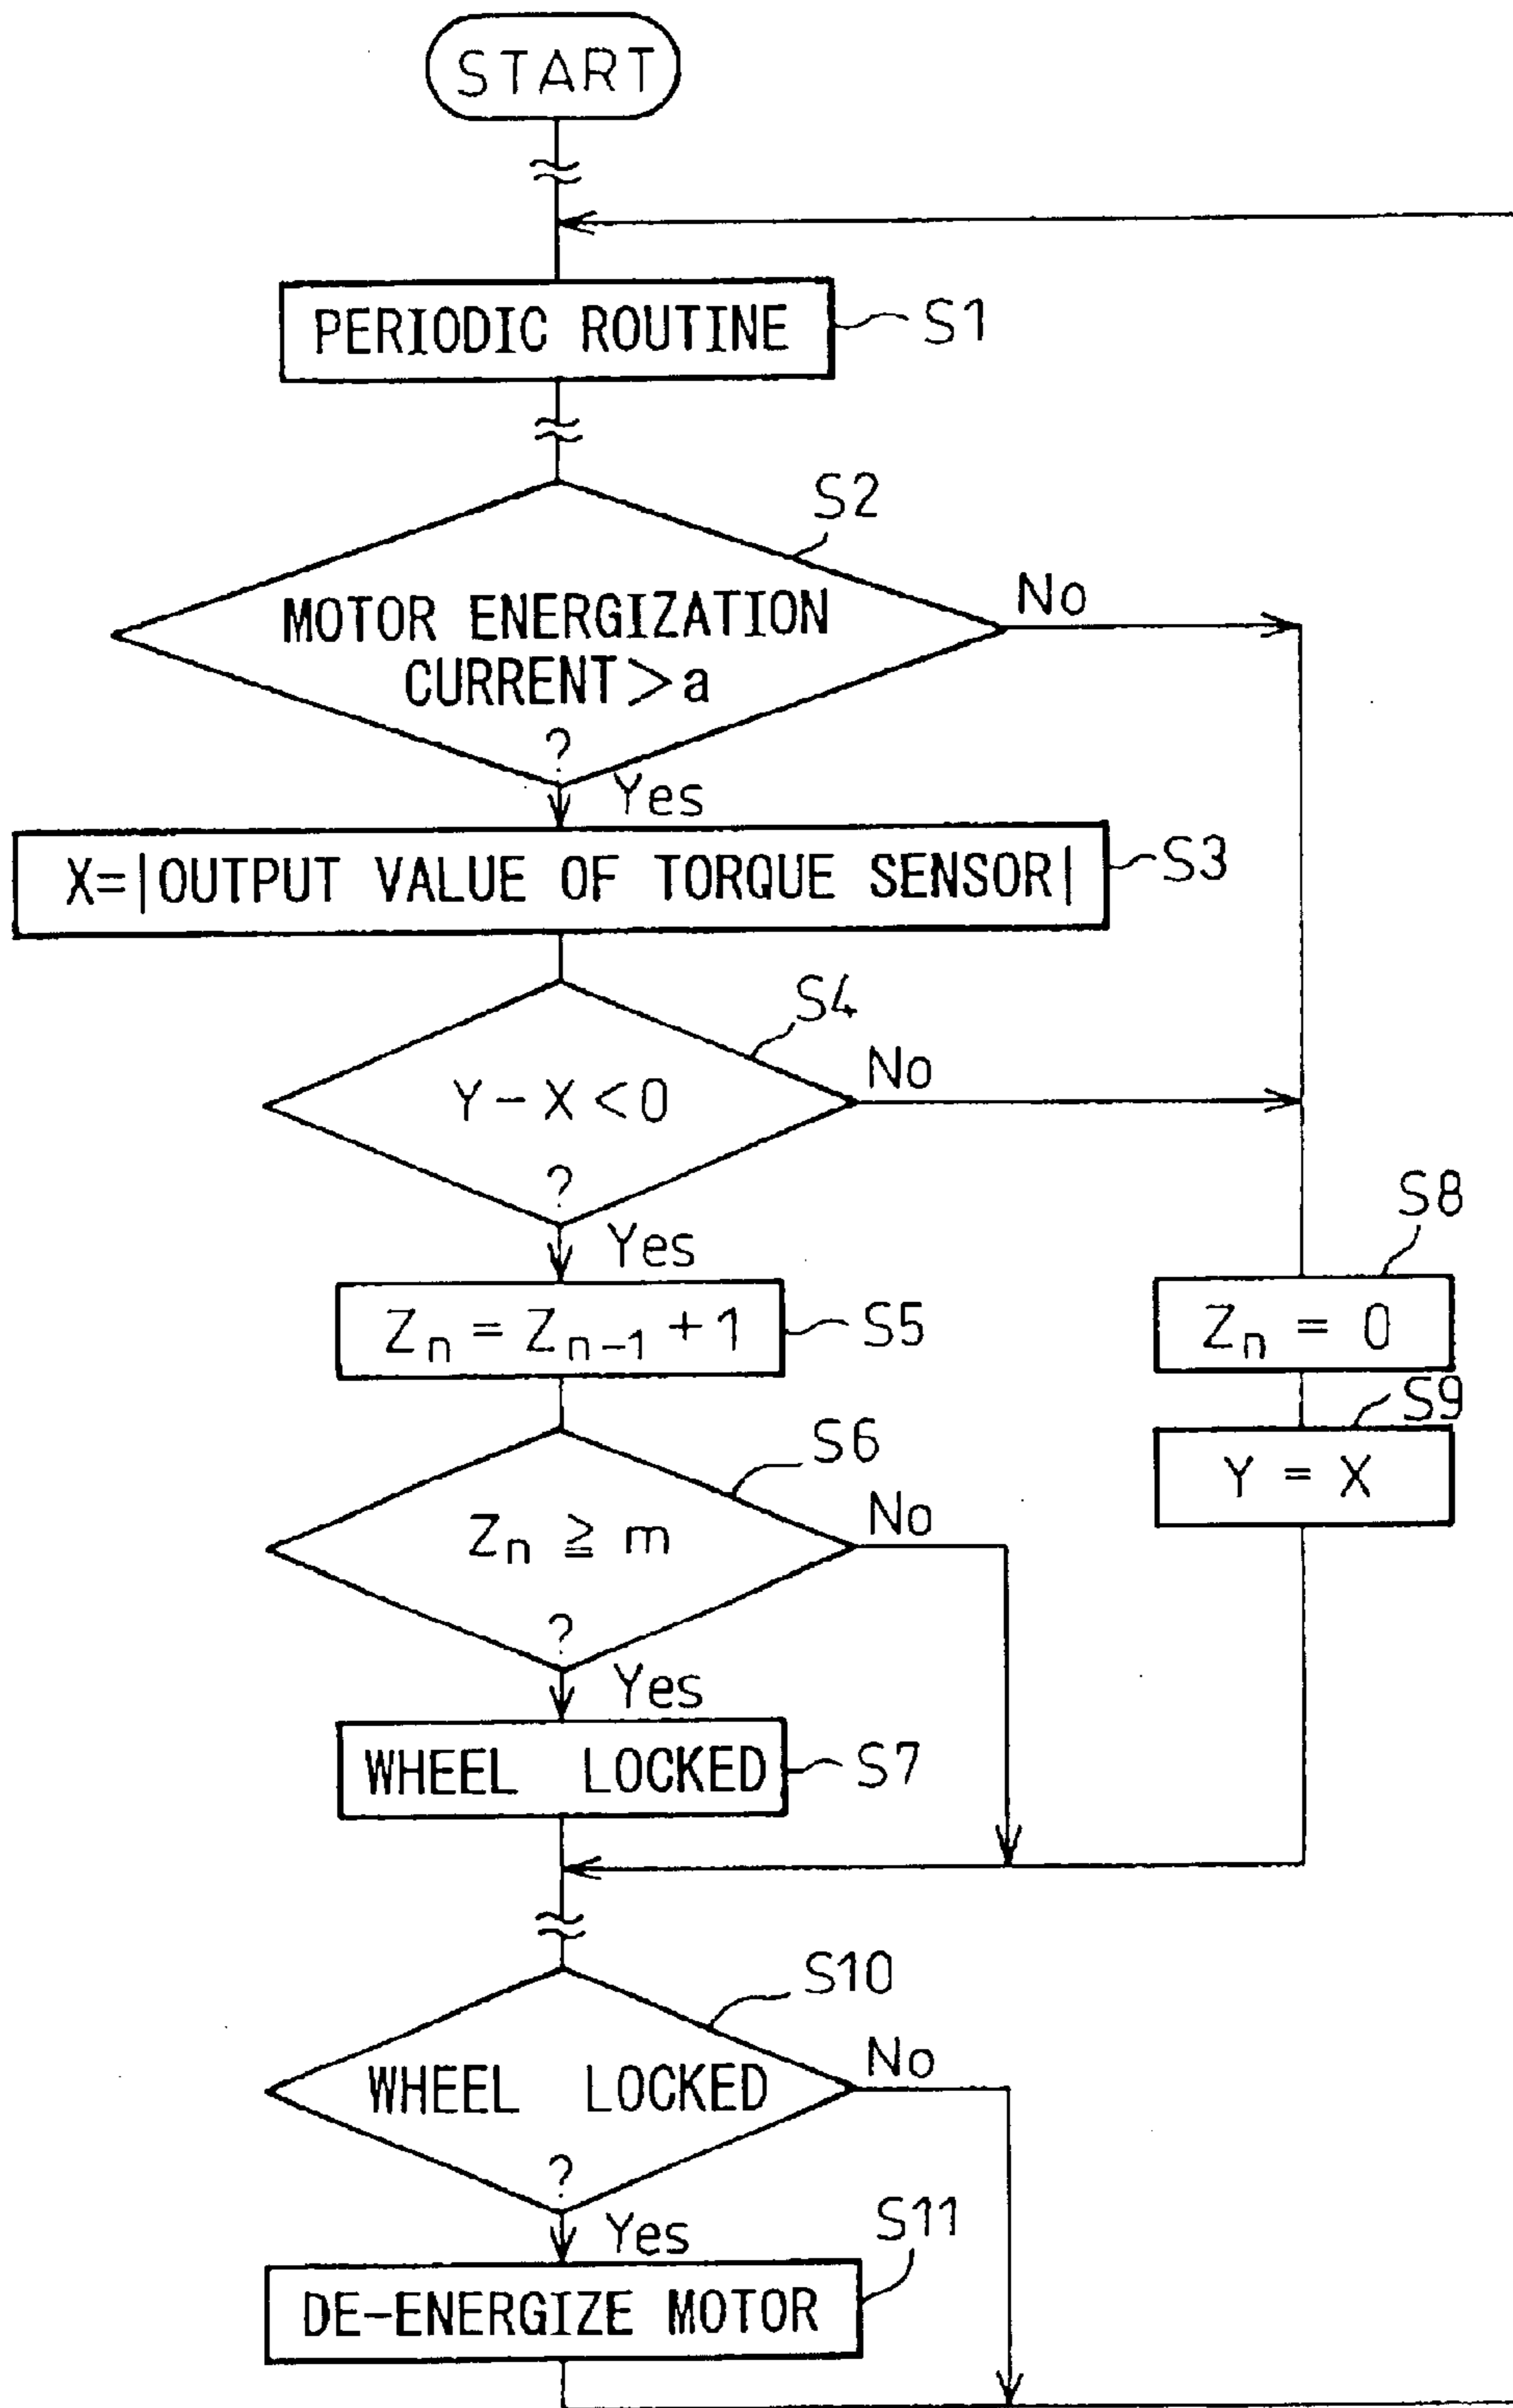 START
PERIODIC ROUTINE
S1
S2
MOTOR ENERGIZATION
CURRENT>a
?
No
Yes
X=|OUTPUT VALUE OF TORQUE SENSOR|
S3
S4
Y-X<0
?
No
Yes
Zn=Zn-1+1
S5
S8
Zn = 0
S9
Y = X
S6
Zn ≧ m
?
No
Yes
WHEEL LOCKED
S7
S10
WHEEL LOCKED
?
No
Yes
S11
DE-ENERGIZE MOTOR